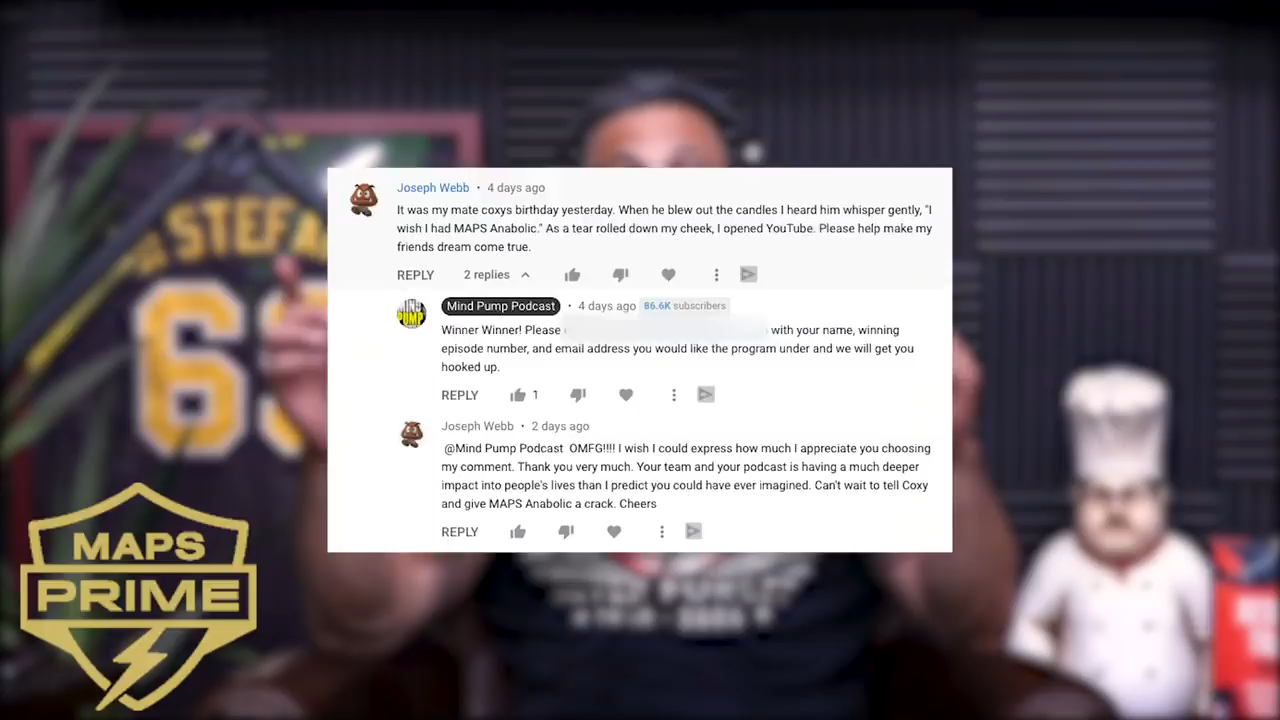 STEFA
6
Joseph Webb • 4 days ago
It was my mate coxys birthday yesterday. When he blew out the candles I heard him whisper gently, "I
wish I had MAPS Anabolic." As a tear rolled down my cheek, I opened YouTube. Please help make my
friends dream come true.
REPLY 2 replies
MIND PUMP
Mind Pump Podcast • 4 days ago 86.6K subscribers
Winner Winner! Please with your name, winning
episode number, and email address you would like the program under and we will get you
hooked up.
REPLY 1
Joseph Webb • 2 days ago
@Mind Pump Podcast OMFG!!!! I wish I could express how much I appreciate you choosing
my comment. Thank you very much. Your team and your podcast is having a much deeper
impact into people's lives than I predict you could have ever imagined. Can't wait to tell Coxy
and give MAPS Anabolic a crack. Cheers
REPLY
MAPS
PRIME